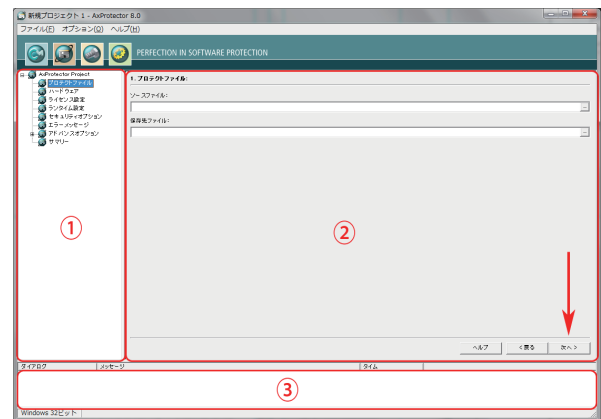 新規プロジェクト 1 - AxProtector 8.0
ファイル(F) オプション(O) ヘルプ(H)
PERFECTION IN SOFTWARE PROTECTION
AxProtector Project
プロテクトファイル
ハードウェア
ライセンス設定
ランタイム設定
セキュリティオプション
エラーメッセージ
アドバンスオプション
サマリー
①
1. プロテクトファイル:
ソースファイル:
保存先ファイル:
②
ヘルプ <戻る 次へ>
ダイアログ メッセージ タイム
③
Windows 32ビット